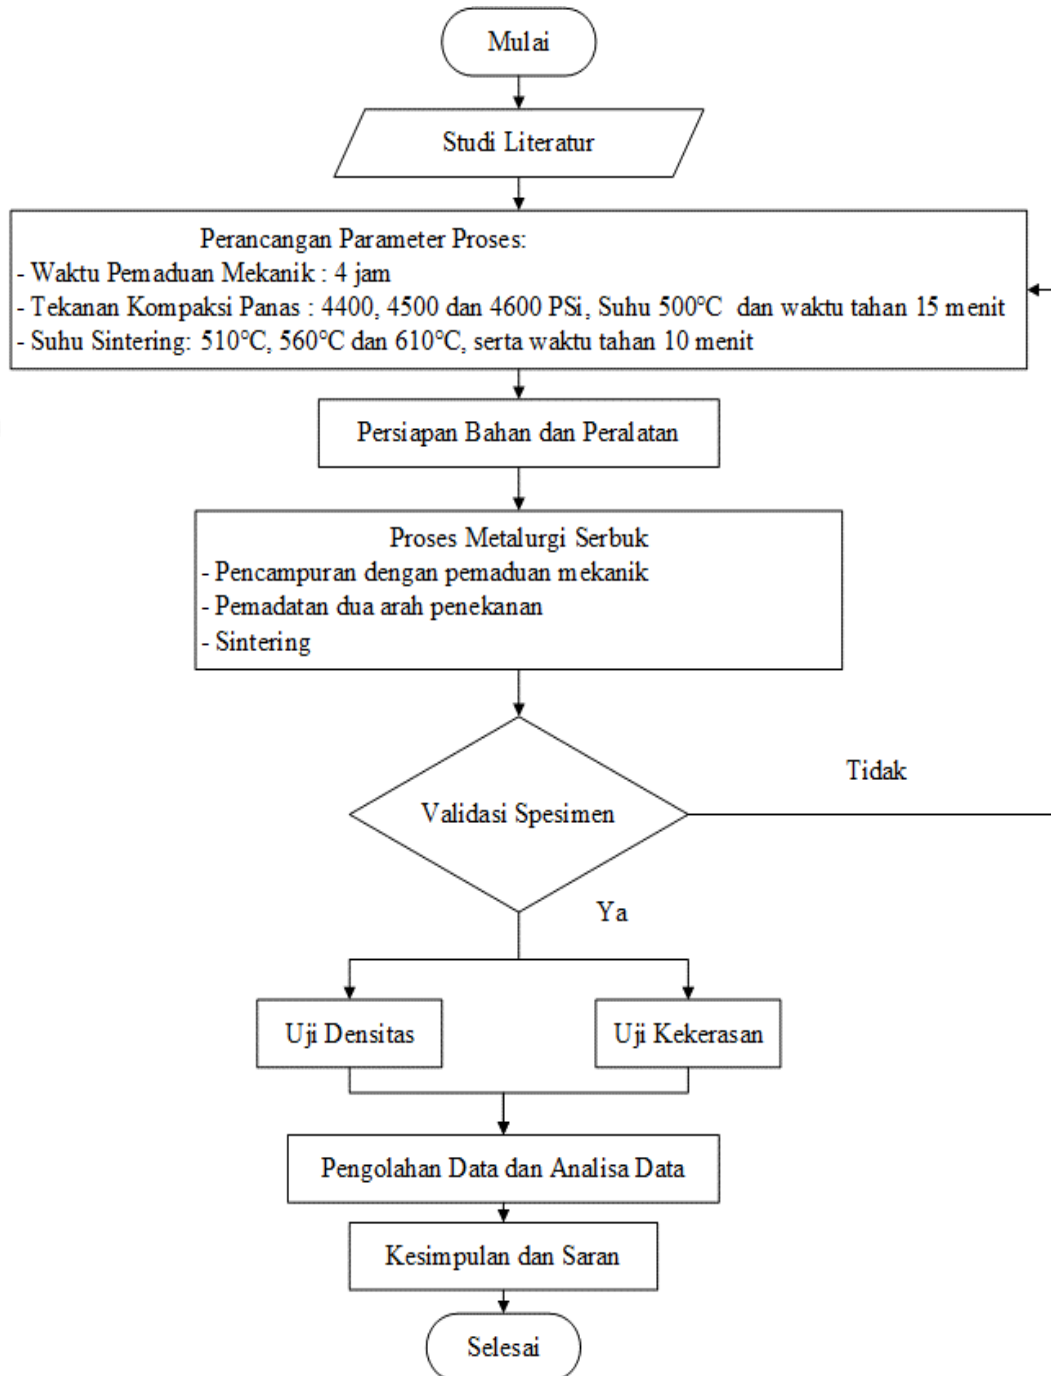 Mulai
Studi Literatur
Perancangan Parameter Proses:
- Waktu Pemaduan Mekanik : 4 jam
- Tekanan Kompaksi Panas : 4400, 4500 dan 4600 PSi, Suhu 500°C dan waktu tahan 15 menit
- Suhu Sintering: 510°C, 560°C dan 610°C, serta waktu tahan 10 menit
Persiapan Bahan dan Peralatan
Proses Metalurgi Serbuk
- Pencampuran dengan pemaduan mekanik
- Pemadatan dua arah penekanan
- Sintering
Validasi Spesimen
Tidak
Ya
Uji Densitas
Uji Kekerasan
Pengolahan Data dan Analisa Data
Kesimpulan dan Saran
Selesai